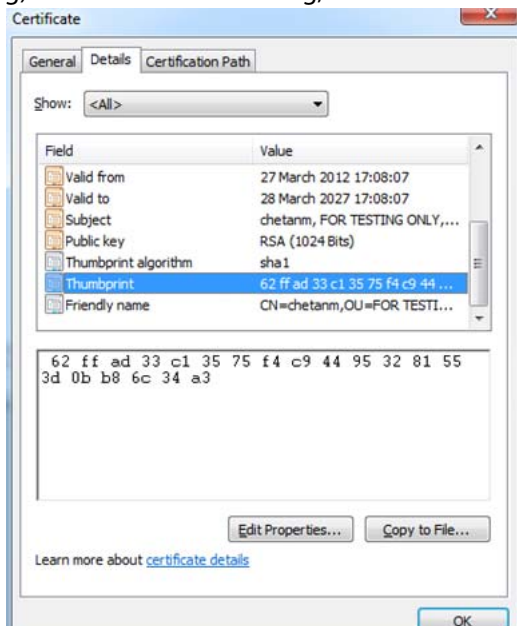 Certificate
General Details Certification Path
Show: <All>
Field Value
Valid from 27 March 2012 17:08:07
Valid to 28 March 2027 17:08:07
Subject chetanm, FOR TESTING ONLY,...
Public key RSA (1024 Bits)
Thumbprint algorithm sha1
Thumbprint 62 ff ad 33 c1 35 75 f4 c9 44 ...
Friendly name CN=chetanm,OU=FOR TESTI...
62 ff ad 33 c1 35 75 f4 c9 44 95 32 81 55
3d 0b b8 6c 34 a3
Edit Properties... Copy to File...
Learn more about certificate details
OK